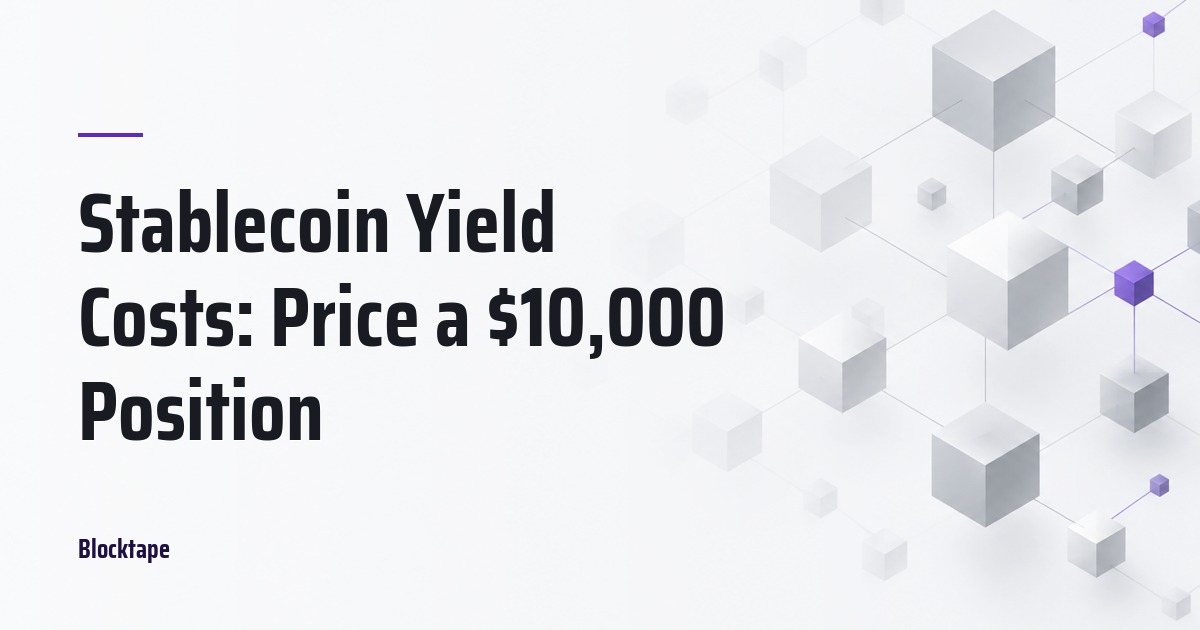 Stablecoin Yield
Costs: Price a $10,000
Position
Blocktape